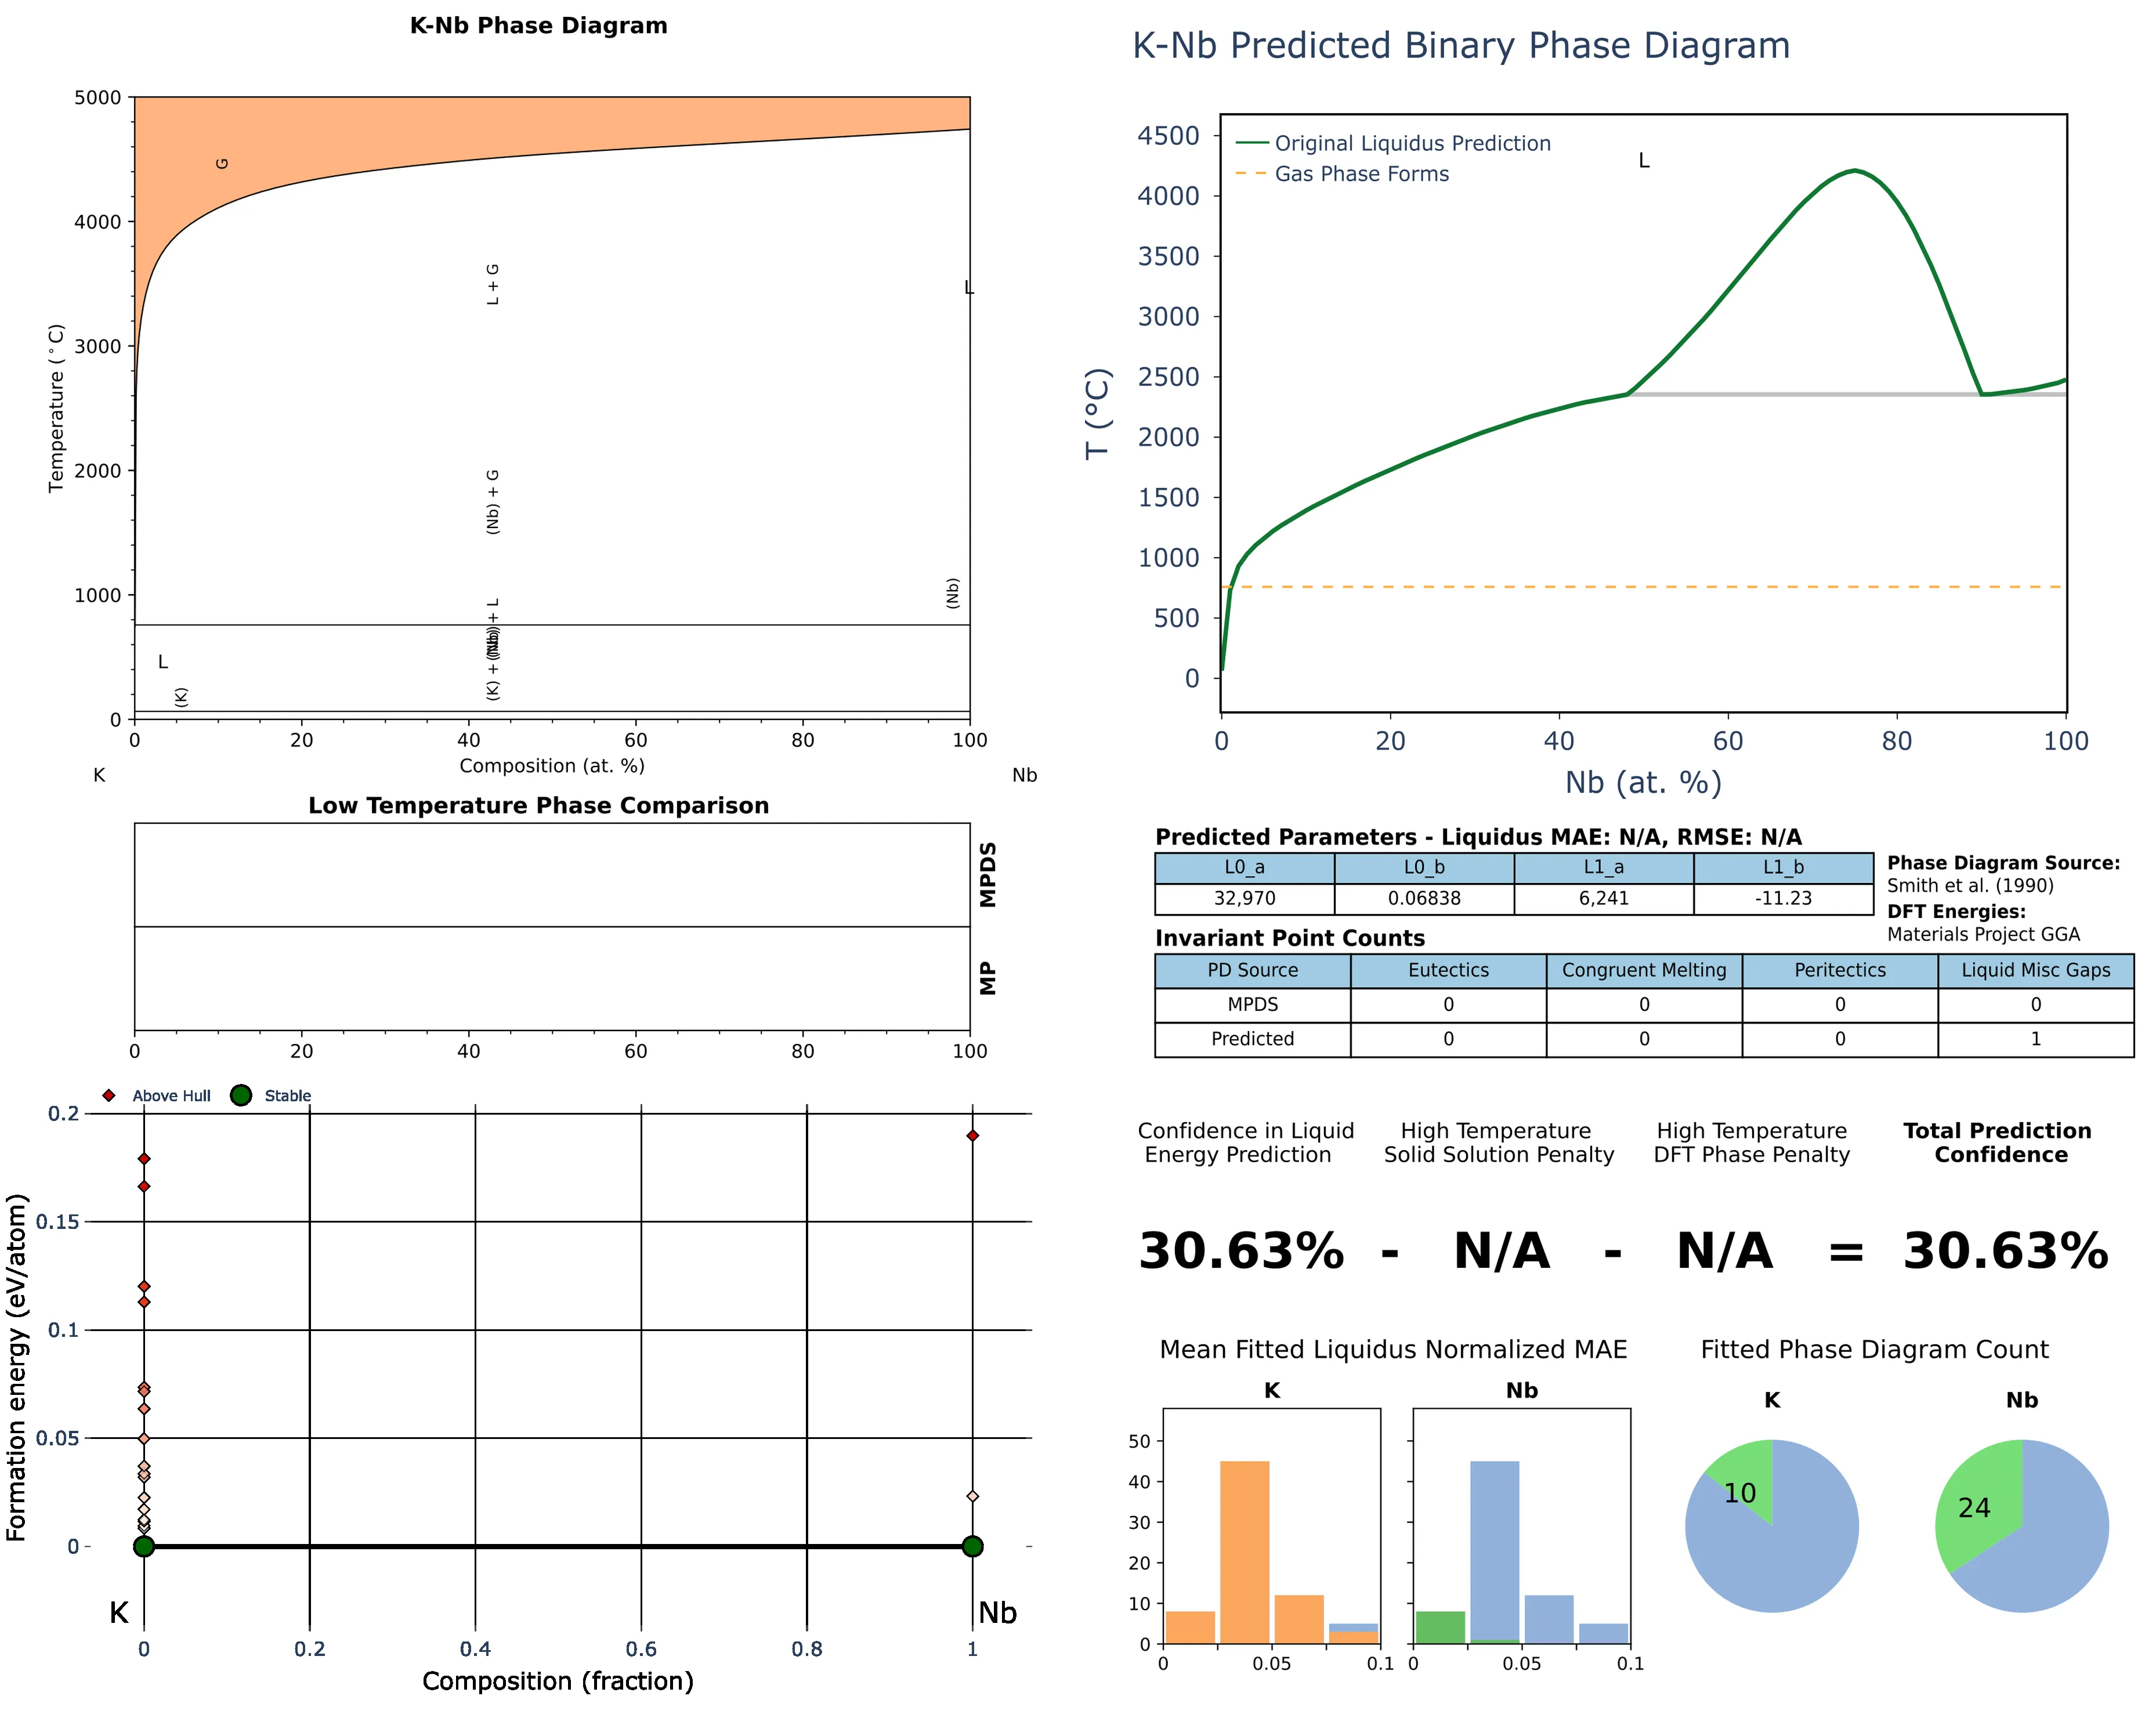 K-Nb Phase Diagram
5000
4000
3000
2000
1000
0
Temperature (°C)
G
L + G
L
(Nb) + G
(Nb)
L
(K)
(K) + (Nb)
(Nb) + L
0 20 40 60 80 100
Composition (at. %)
K
Nb
Low Temperature Phase Comparison
MPDS
MP
0 20 40 60 80 100
Above Hull
Stable
0.2
0.15
0.1
0.05
0
Formation energy (eV/atom)
K
Nb
0 0.2 0.4 0.6 0.8 1
Composition (fraction)
K-Nb Predicted Binary Phase Diagram
4500
4000
3500
3000
2500
2000
1500
1000
500
0
T (°C)
Original Liquidus Prediction
Gas Phase Forms
L
0 20 40 60 80 100
Nb (at. %)
Predicted Parameters - Liquidus MAE: N/A, RMSE: N/A
L0_a L0_b L1_a L1_b
32,970 0.06838 6,241 -11.23
Phase Diagram Source:
Smith et al. (1990)
DFT Energies:
Materials Project GGA
Invariant Point Counts
PD Source Eutectics Congruent Melting Peritectics Liquid Misc Gaps
MPDS 0 0 0 0
Predicted 0 0 0 1
Confidence in Liquid
Energy Prediction
High Temperature
Solid Solution Penalty
High Temperature
DFT Phase Penalty
Total Prediction
Confidence
30.63% - N/A - N/A = 30.63%
Mean Fitted Liquidus Normalized MAE
K
Nb
50
40
30
20
10
0
0 0.05 0.1
0 0.05 0.1
Fitted Phase Diagram Count
K
10
Nb
24